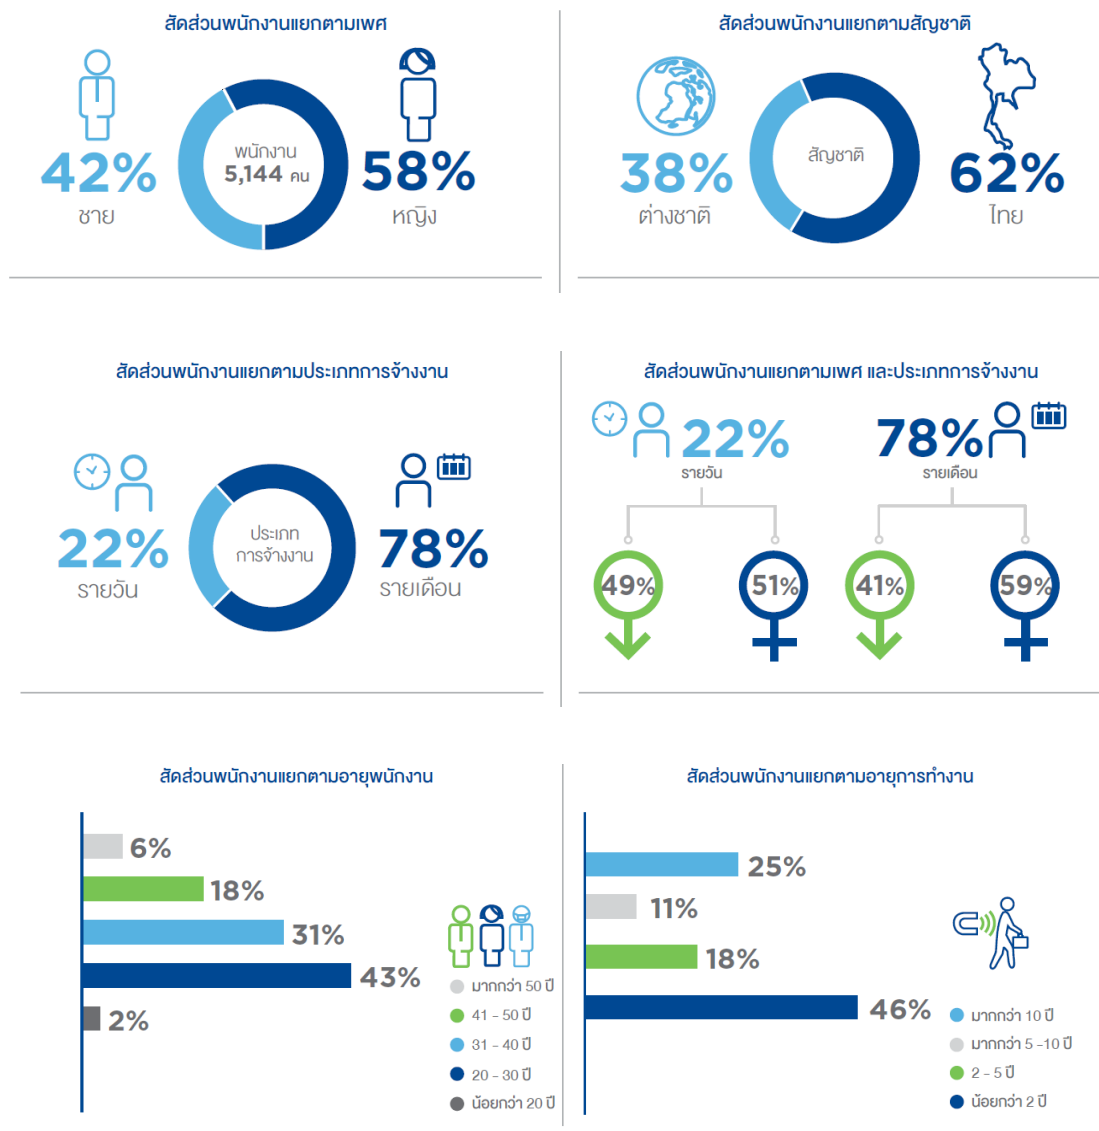 สัดส่วนพนักงานแยกตามเพศ
42%
ชาย
พนักงาน
5,144 คน
58%
หญิง
สัดส่วนพนักงานแยกตามสัญชาติ
38%
ต่างชาติ
สัญชาติ
62%
ไทย
สัดส่วนพนักงานแยกตามประเภทการจ้างงาน
22%
รายวัน
ประเภท
การจ้างงาน
78%
รายเดือน
สัดส่วนพนักงานแยกตามเพศ และประเภทการจ้างงาน
22%
รายวัน
78%
รายเดือน
49%
51%
41%
59%
สัดส่วนพนักงานแยกตามอายุพนักงาน
6%
18%
31%
43%
2%
มากกว่า 50 ปี
41 - 50 ปี
31 - 40 ปี
20 - 30 ปี
น้อยกว่า 20 ปี
สัดส่วนพนักงานแยกตามอายุการทำงาน
25%
11%
18%
46%
มากกว่า 10 ปี
มากกว่า 5 -10 ปี
2 - 5 ปี
น้อยกว่า 2 ปี